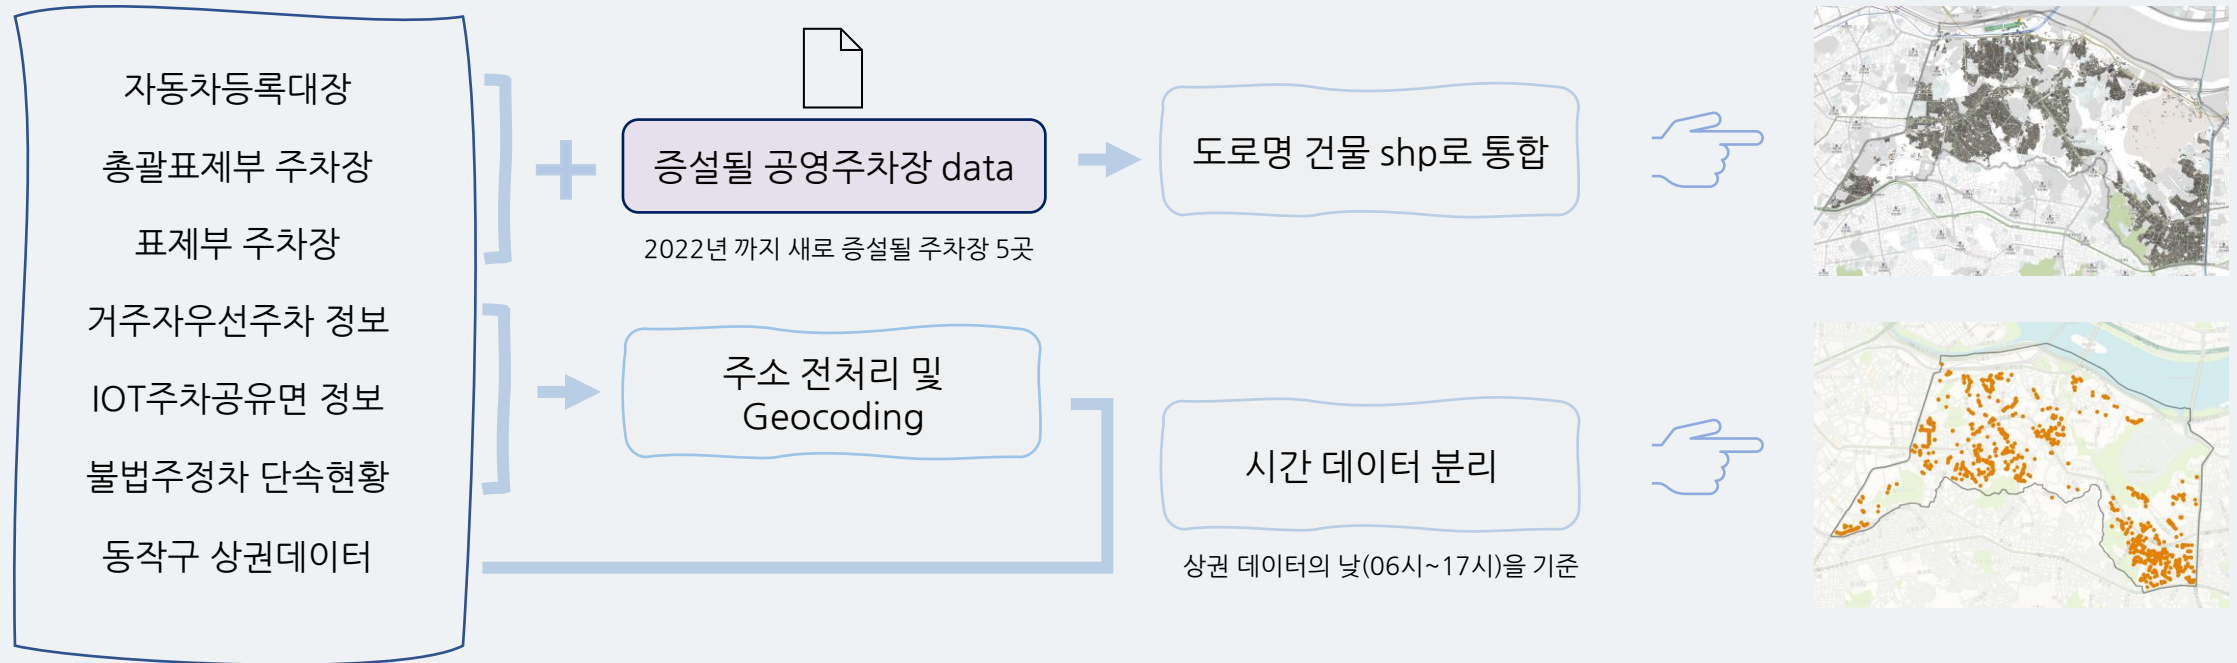 자동차등록대장
총괄표제부 주차장
표제부 주차장
거주자우선주차 정보
IOT주차공유면 정보
불법주정차 단속현황
동작구 상권데이터
증설될 공영주차장 data
2022년 까지 새로 증설될 주차장 5곳
도로명 건물 shp로 통합
주소 전처리 및
Geocoding
시간 데이터 분리
상권 데이터의 낮(06시~17시)을 기준